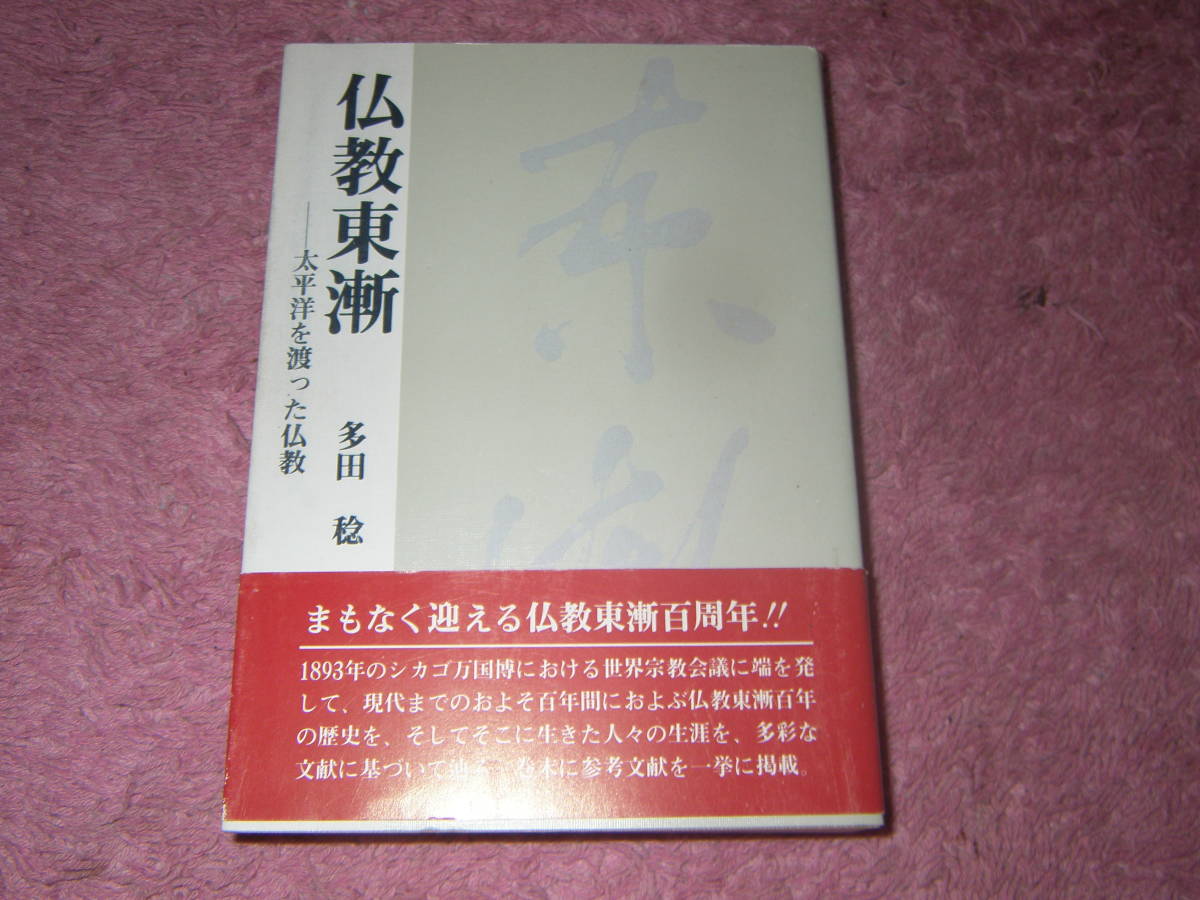 仏教東漸
――太平洋を渡った仏教
多田 稔
東漸
まもなく迎える仏教東漸百周年!!
1893年のシカゴ万国博における世界宗教会議に端を発
して、現代までのおよそ百年間におよぶ仏教東漸百年
の歴史を、そしてそこに生きた人々の生涯を、多彩な
文献に基づいて 巻末に参考文献を一挙に掲載。